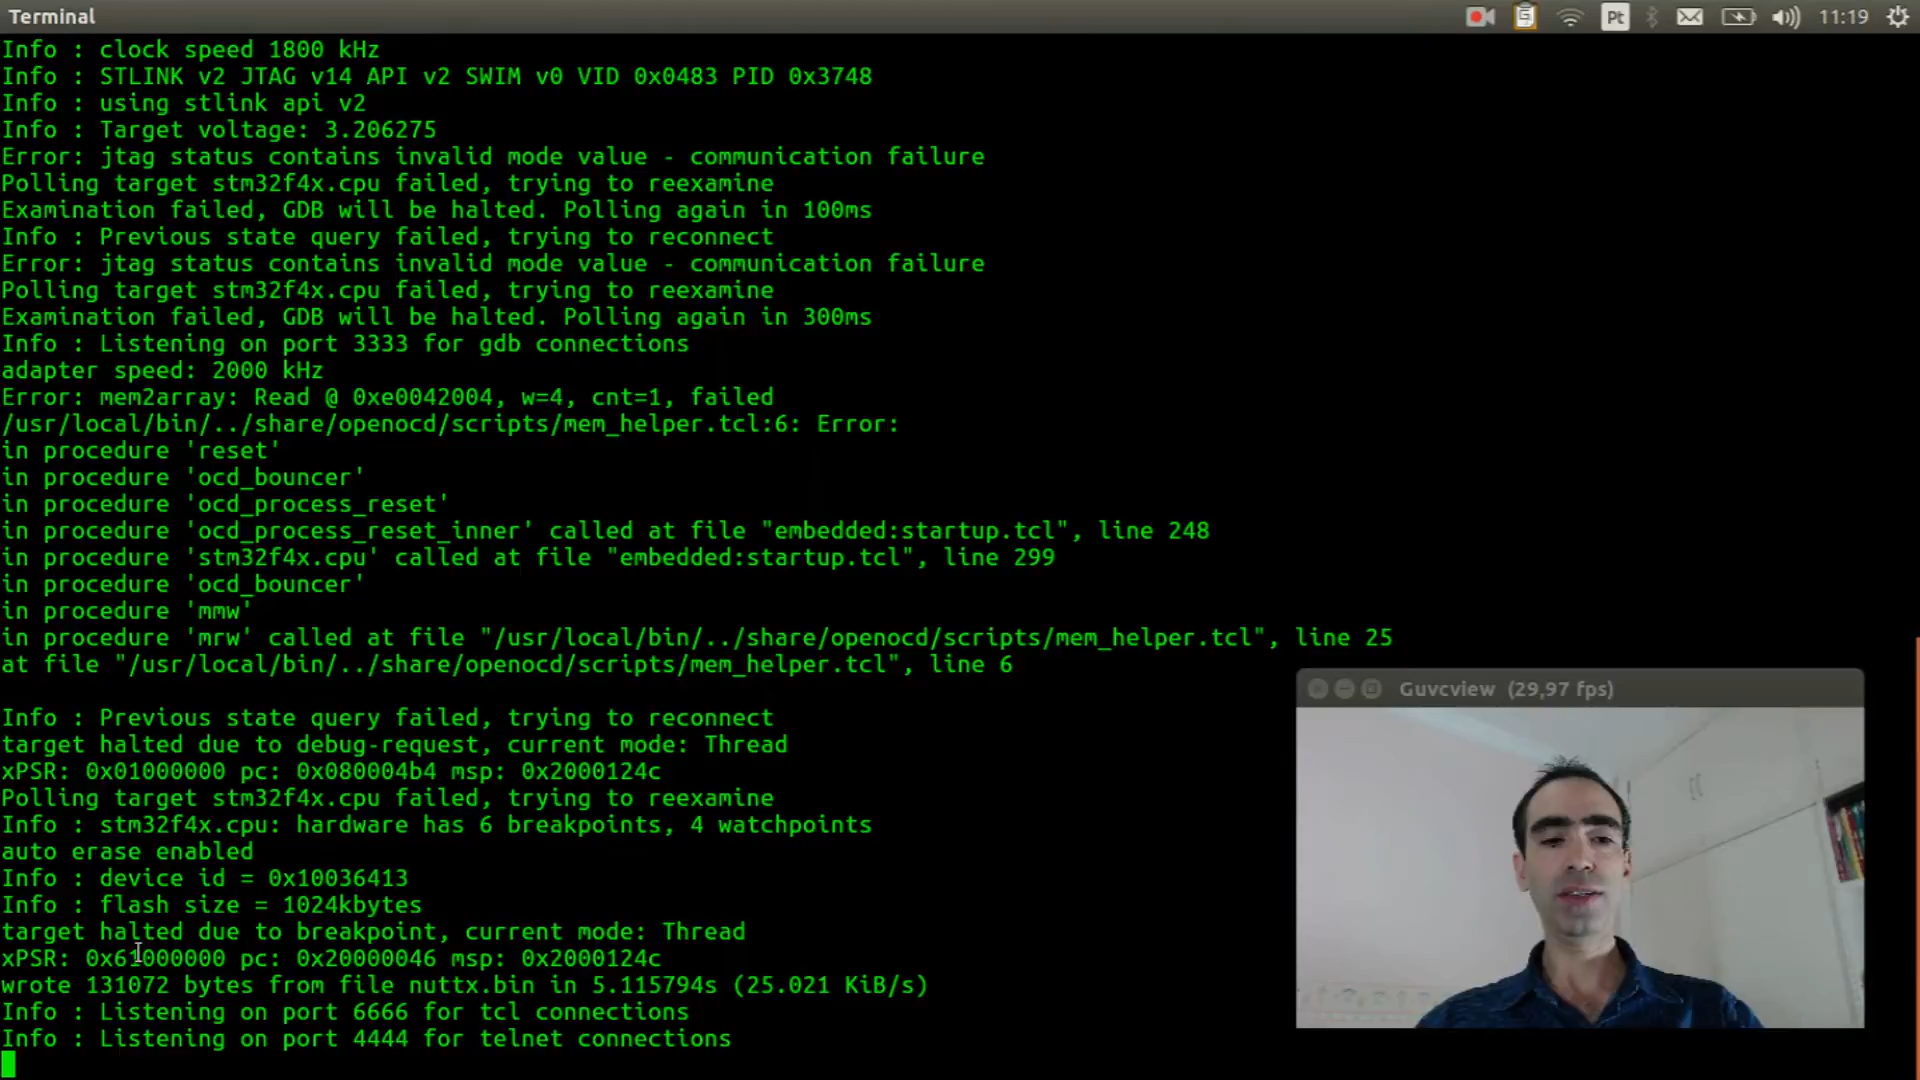 Terminal
Pt
11:19
Info : clock speed 1800 kHz
Info : STLINK v2 JTAG v14 API v2 SWIM v0 VID 0x0483 PID 0x3748
Info : using stlink api v2
Info : Target voltage: 3.206275
Error: jtag status contains invalid mode value - communication failure
Polling target stm32f4x.cpu failed, trying to reexamine
Examination failed, GDB will be halted. Polling again in 100ms
Info : Previous state query failed, trying to reconnect
Error: jtag status contains invalid mode value - communication failure
Polling target stm32f4x.cpu failed, trying to reexamine
Examination failed, GDB will be halted. Polling again in 300ms
Info : Listening on port 3333 for gdb connections
adapter speed: 2000 kHz
Error: mem2array: Read @ 0xe0042004, w=4, cnt=1, failed
/usr/local/bin/../share/openocd/scripts/mem_helper.tcl:6: Error:
in procedure 'reset'
in procedure 'ocd_bouncer'
in procedure 'ocd_process_reset'
in procedure 'ocd_process_reset_inner' called at file "embedded:startup.tcl", line 248
in procedure 'stm32f4x.cpu' called at file "embedded:startup.tcl", line 299
in procedure 'ocd_bouncer'
in procedure 'mmw'
in procedure 'mrw' called at file "/usr/local/bin/../share/openocd/scripts/mem_helper.tcl", line 25
at file "/usr/local/bin/../share/openocd/scripts/mem_helper.tcl", line 6
Info : Previous state query failed, trying to reconnect
target halted due to debug-request, current mode: Thread
xPSR: 0x01000000 pc: 0x080004b4 msp: 0x2000124c
Polling target stm32f4x.cpu failed, trying to reexamine
Info : stm32f4x.cpu: hardware has 6 breakpoints, 4 watchpoints
auto erase enabled
Info : device id = 0x10036413
Info : flash size = 1024kbytes
target halted due to breakpoint, current mode: Thread
xPSR: 0x61000000 pc: 0x20000046 msp: 0x2000124c
wrote 131072 bytes from file nuttx.bin in 5.115794s (25.021 KiB/s)
Info : Listening on port 6666 for tcl connections
Info : Listening on port 4444 for telnet connections
Guvcview (29,97 fps)